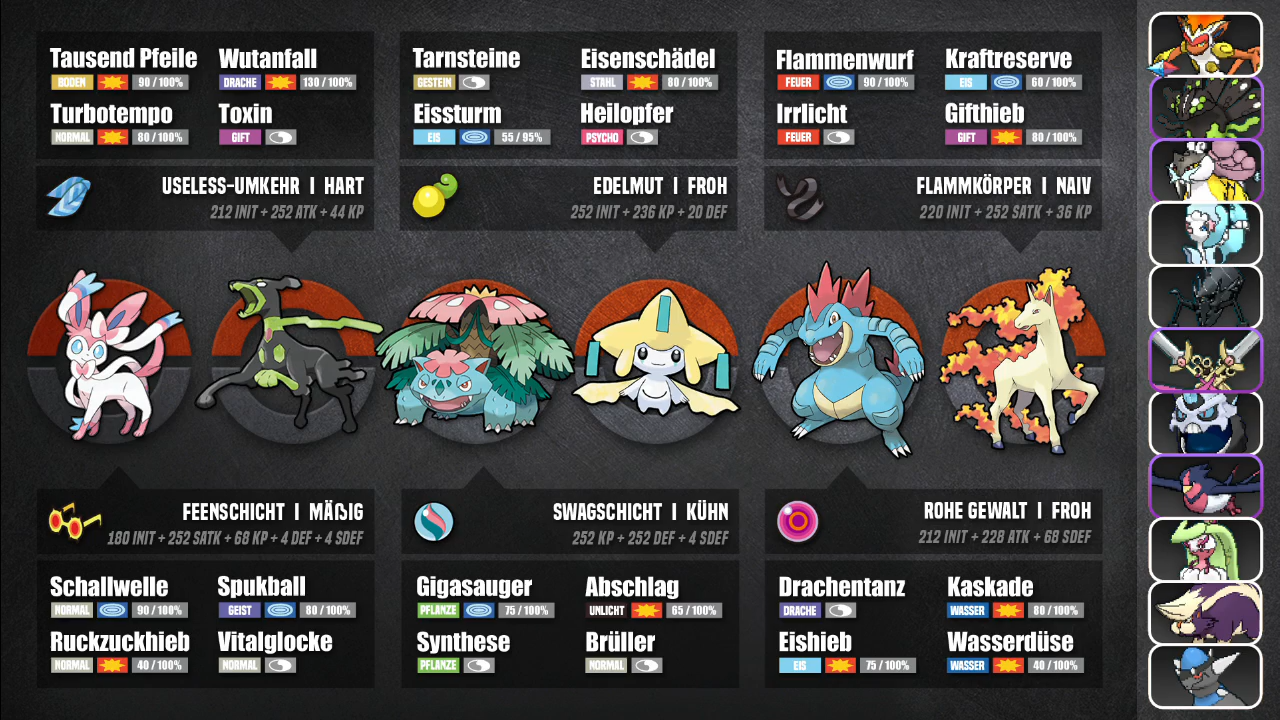 Tausend Pfeile
BODEN 90 / 100%
Wutanfall
DRACHE 130 / 100%
Turbotempo
NORMAL 80 / 100%
Toxin
GIFT
USELESS-UMKEHR | HART
212 INIT + 252 ATK + 44 KP
Tarnsteine
GESTEIN
Eisenschädel
STAHL 80 / 100%
Eissturm
EIS 55 / 95%
Heilopfer
PSYCHO
EDELMUT | FROH
252 INIT + 236 KP + 20 DEF
Flammenwurf
FEUER 90 / 100%
Kraftreserve
EIS 60 / 100%
Irrlicht
FEUER
Gifthieb
GIFT 80 / 100%
FLAMMKÖRPER | NAIV
220 INIT + 252 SATK + 36 KP
FEENSCHICHT | MÄẞIG
180 INIT + 252 SATK + 68 KP + 4 DEF + 4 SDEF
Schallwelle
NORMAL 90 / 100%
Spukball
GEIST 80 / 100%
Ruckzuckhieb
NORMAL 40 / 100%
Vitalglocke
NORMAL
SWAGSCHICHT | KÜHN
252 KP + 252 DEF + 4 SDEF
Gigasauger
PFLANZE 75 / 100%
Abschlag
UNLICHT 65 / 100%
Synthese
PFLANZE
Brüller
NORMAL
ROHE GEWALT | FROH
212 INIT + 228 ATK + 68 SDEF
Drachentanz
DRACHE
Kaskade
WASSER 80 / 100%
Eishieb
EIS 75 / 100%
Wasserdüse
WASSER 40 / 100%